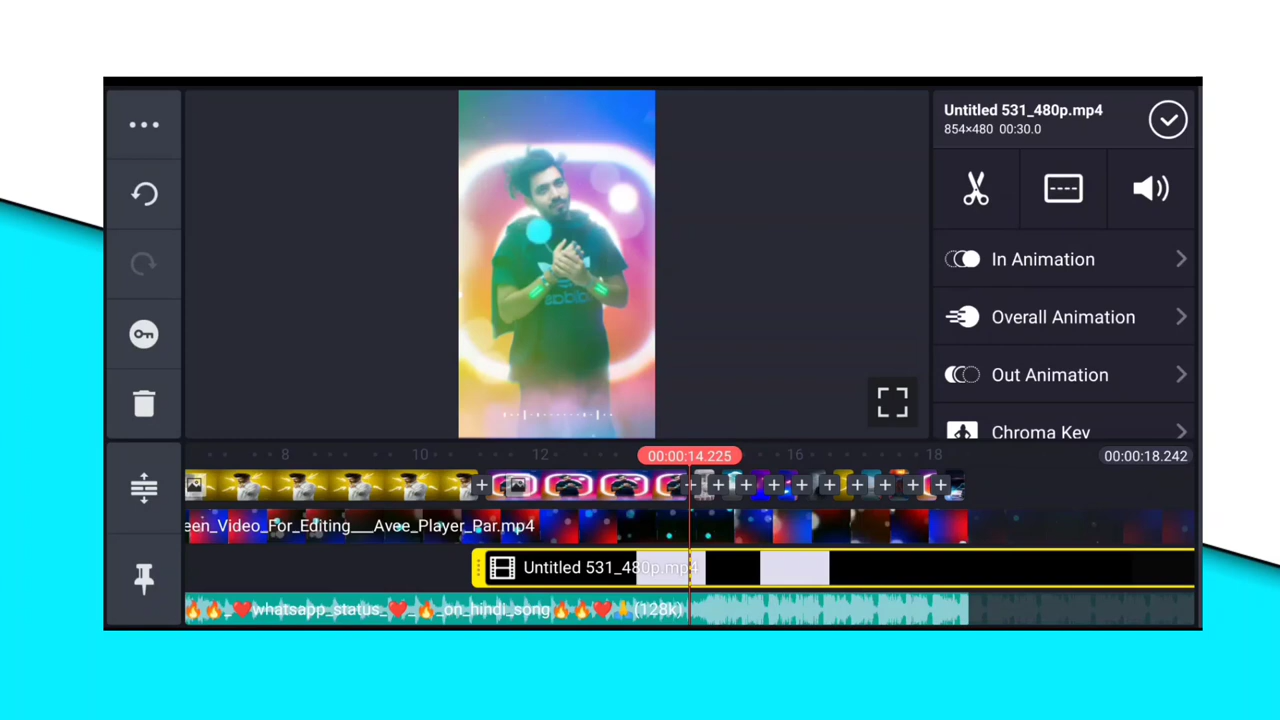 Untitled 531_480p.mp4
854×480 00:30.0
In Animation
Overall Animation
Out Animation
Chroma Key
8 10 12 00:00:14.225 16 18 00:00:18.242
een_Video_For_Editing___Avee_Player_Par.mp4
Untitled 531_480p.mp4
🔥🔥_❤️whatsapp_status_❤️_🔥_on_hindi_song🔥🔥❤️🙏(128k)